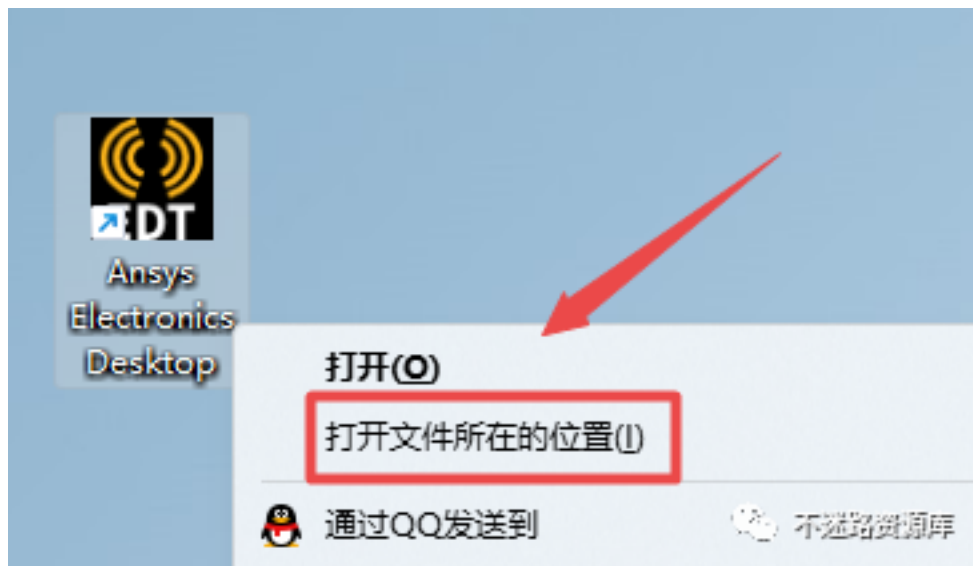 EDT
Ansys
Electronics
Desktop
打开(O)
打开文件所在的位置(I)
通过QQ发送到
不迷路资源库